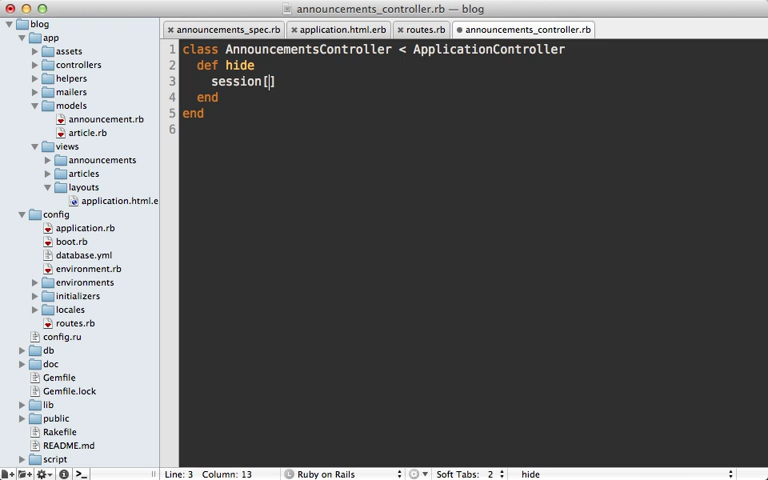 announcements_controller.rb — blog
blog
app
assets
controllers
helpers
mailers
models
announcement.rb
article.rb
views
announcements
articles
layouts
application.html.e
config
application.rb
boot.rb
database.yml
environment.rb
environments
initializers
locales
routes.rb
config.ru
db
doc
Gemfile
Gemfile.lock
lib
public
Rakefile
README.md
script
announcements_spec.rb
application.html.erb
routes.rb
announcements_controller.rb
1 class AnnouncementsController < ApplicationController
2 def hide
3 session[]
4 end
5 end
6
Line: 3 Column: 13
Ruby on Rails
Soft Tabs: 2
hide